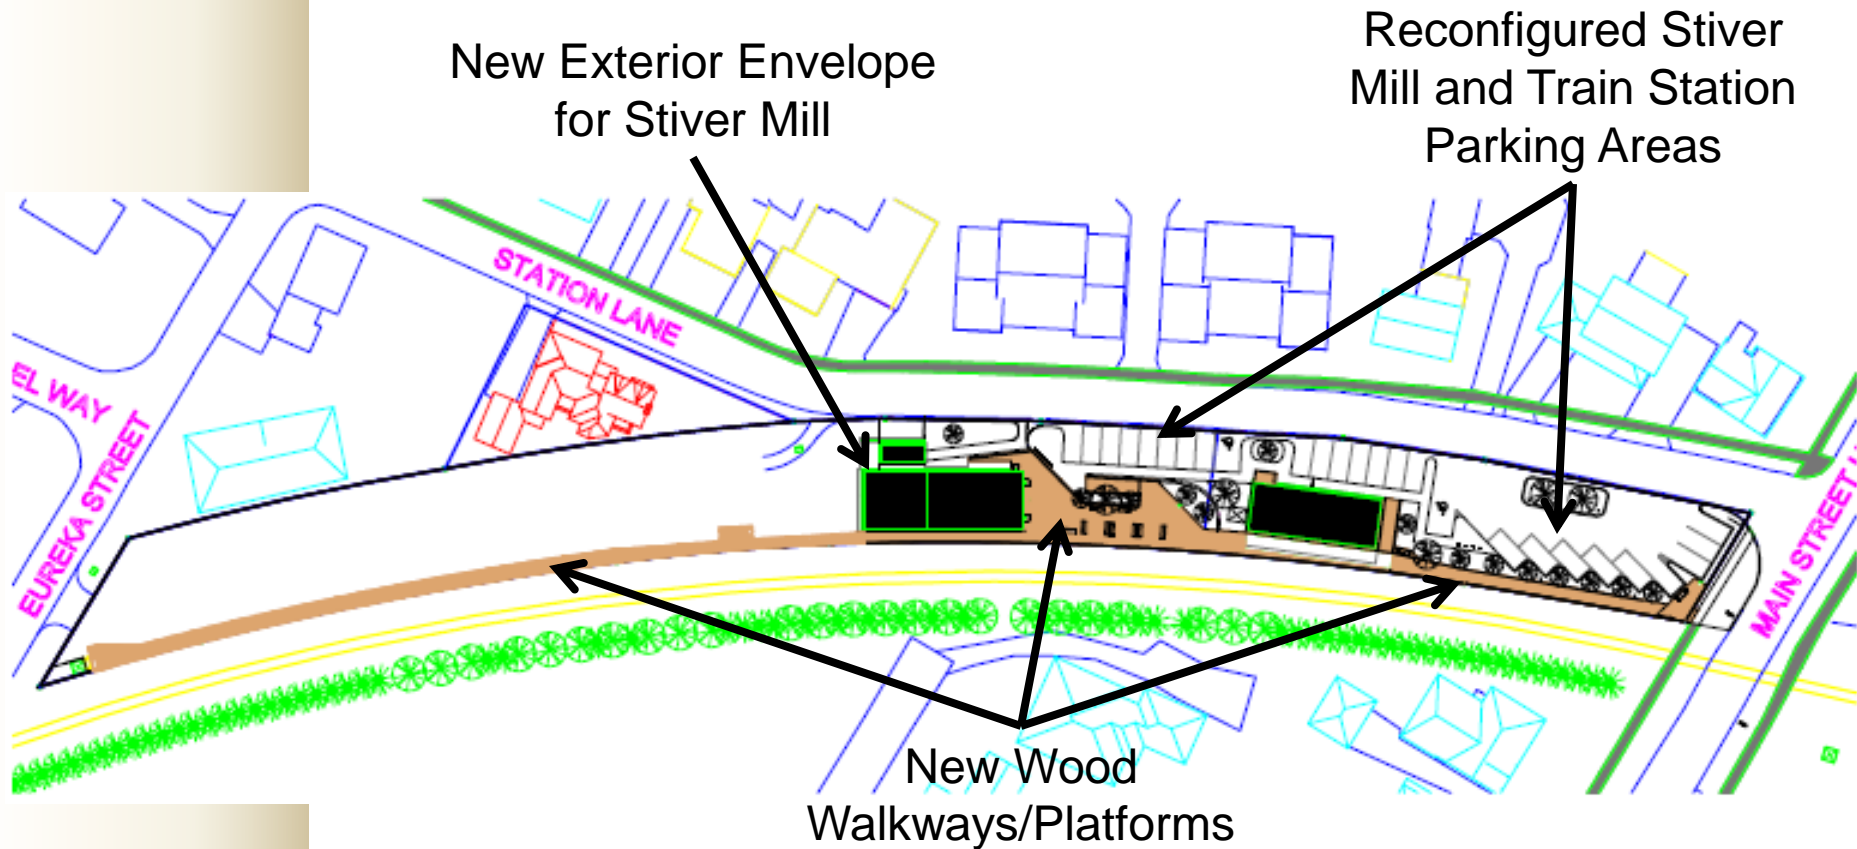 New Exterior Envelope
for Stiver Mill
Reconfigured Stiver
Mill and Train Station
Parking Areas
STATION LANE
EL WAY
EUREKA STREET
MAIN STREET
New Wood
Walkways/Platforms